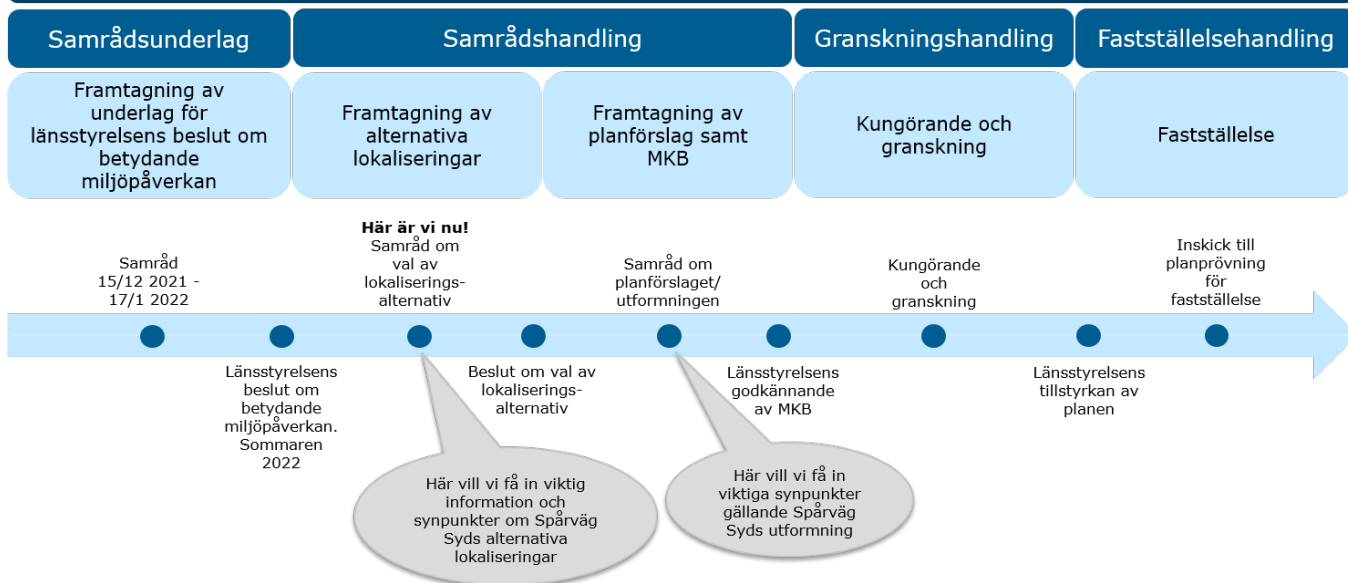 Samrådsunderlag
Samrådshandling
Granskningshandling
Fastställelsehandling
Framtagning av
underlag för
länsstyrelsens beslut om
betydande
miljöpåverkan
Framtagning av
alternativa
lokaliseringar
Framtagning av
planförslag samt
MKB
Kungörande och
granskning
Fastställelse
Samråd
15/12 2021 -
17/1 2022
Här är vi nu!
Samråd om
val av
lokaliserings-
alternativ
Samråd om
planförslaget/
utformningen
Kungörande
och
granskning
Inskick till
planprövning
för
fastställelse
Länsstyrelsens
beslut om
betydande
miljöpåverkan.
Sommaren
2022
Beslut om val av
lokaliserings-
alternativ
Länsstyrelsens
godkännande
av MKB
Länsstyrelsens
tillstyrkan av
planen
Här vill vi få in viktig
information och
synpunkter om Spårväg
Syds alternativa
lokaliseringar
Här vill vi få in
viktiga synpunkter
gällande Spårväg
Syds utformning